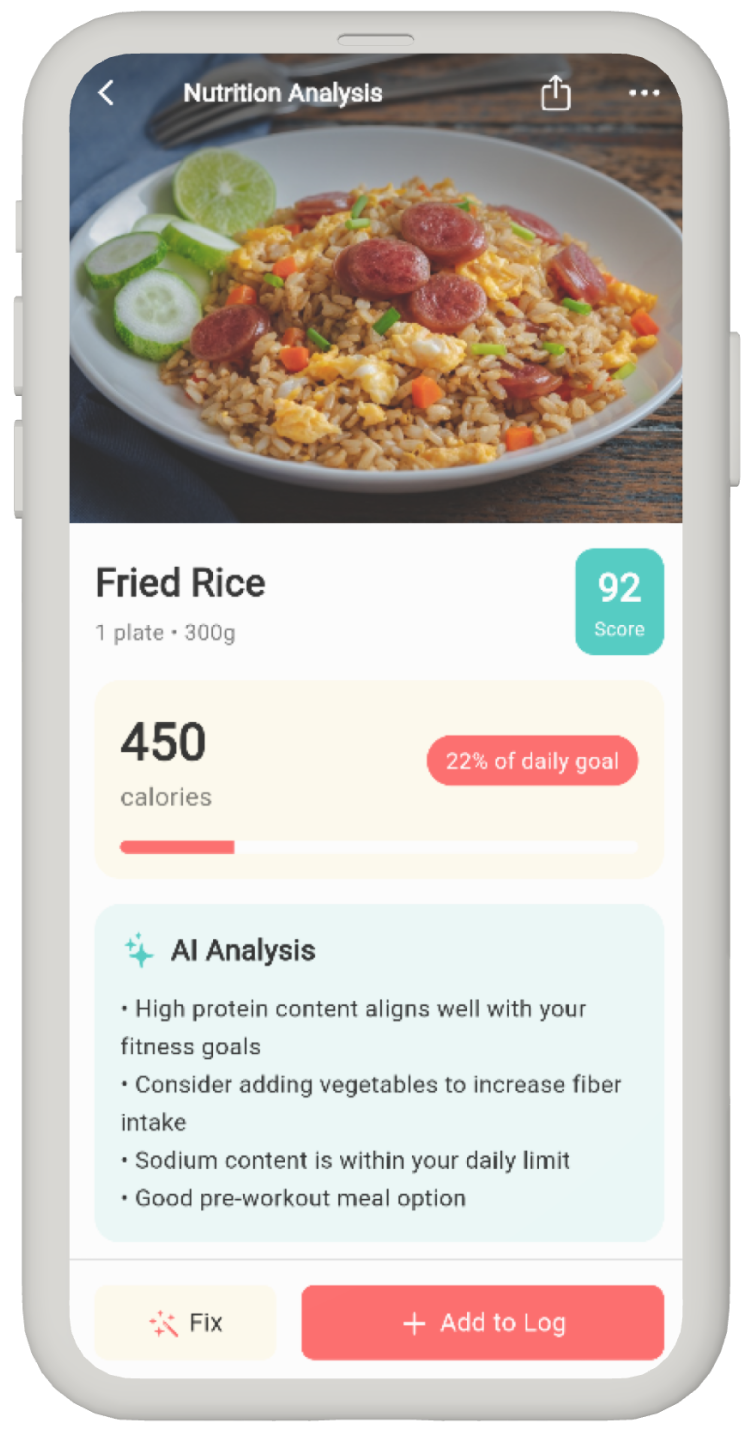 Nutrition Analysis
Fried Rice
1 plate • 300g
92
Score
450
calories
22% of daily goal
AI Analysis
• High protein content aligns well with your
fitness goals
• Consider adding vegetables to increase fiber
intake
• Sodium content is within your daily limit
• Good pre-workout meal option
Fix
+ Add to Log